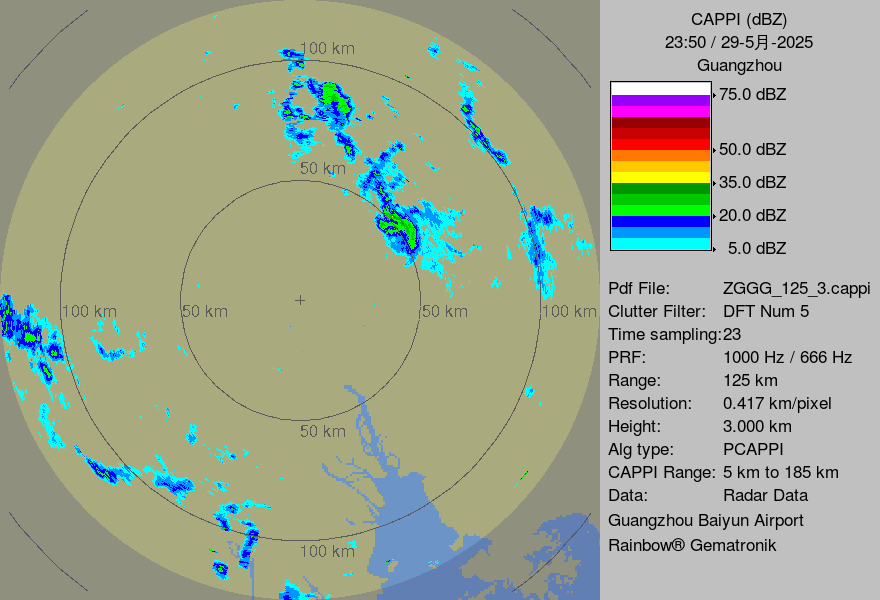 100 km
50 km
100 km
50 km
50 km
100 km
50 km
100 km
CAPPI (dBZ)
23:50 / 29-5月-2025
Guangzhou
75.0 dBZ
50.0 dBZ
35.0 dBZ
20.0 dBZ
5.0 dBZ
Pdf File: ZGGG_125_3.cappi
Clutter Filter: DFT Num 5
Time sampling:23
PRF: 1000 Hz / 666 Hz
Range: 125 km
Resolution: 0.417 km/pixel
Height: 3.000 km
Alg type: PCAPPI
CAPPI Range: 5 km to 185 km
Data: Radar Data
Guangzhou Baiyun Airport
Rainbow® Gematronik